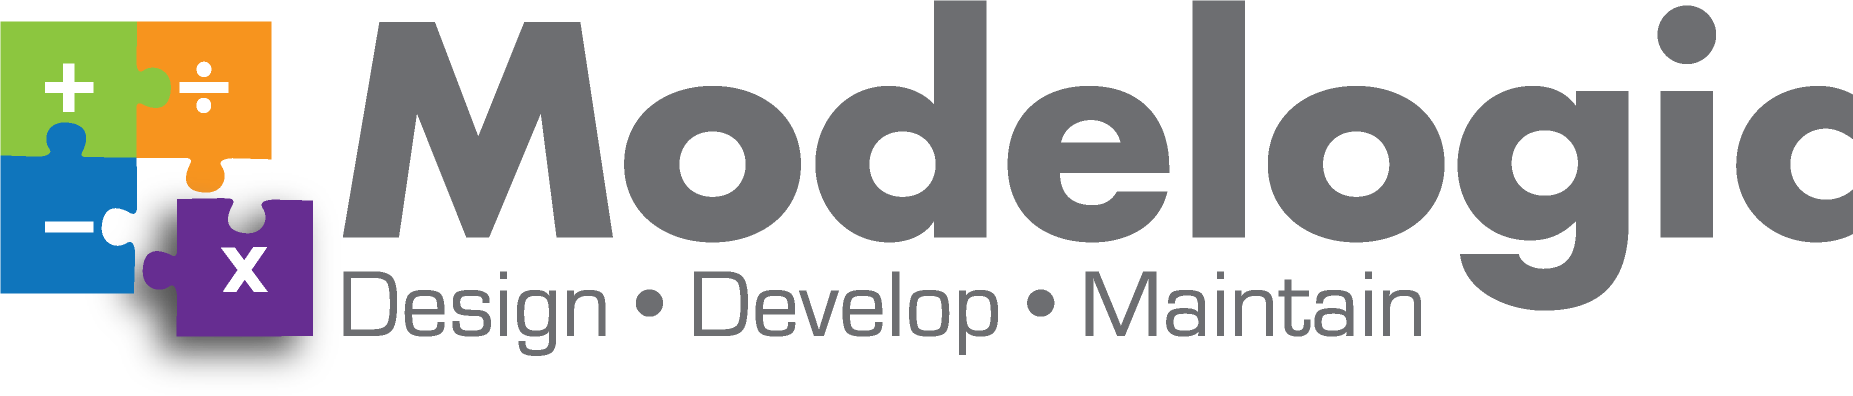 + ÷
− x
Modelogic
Design • Develop • Maintain